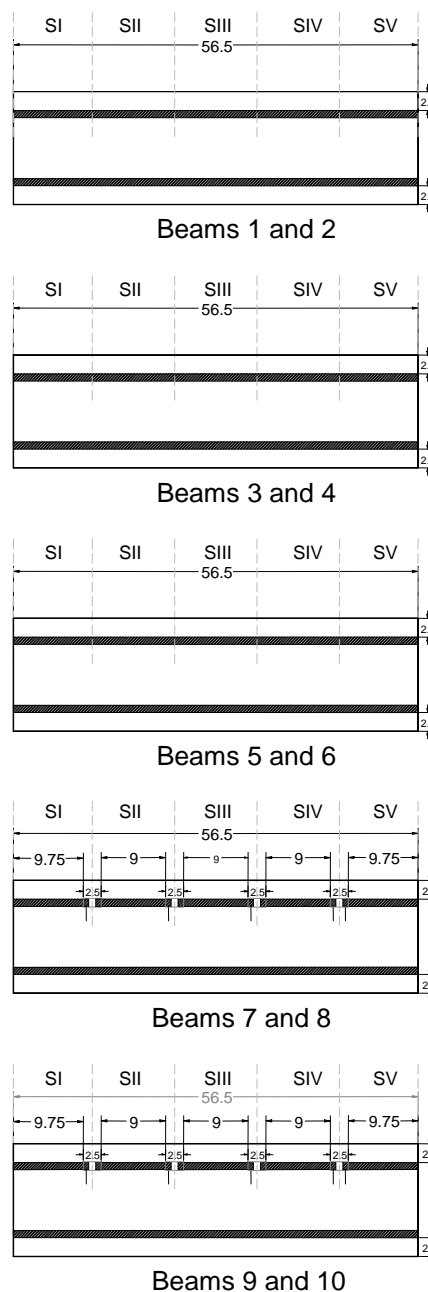 SI SII SIII SIV SV
56.5
2.
2.
Beams 1 and 2
SI SII SIII SIV SV
56.5
2.
2.
Beams 3 and 4
SI SII SIII SIV SV
56.5
2.
2.
Beams 5 and 6
SI SII SIII SIV SV
56.5
9.75 9 9 9 9.75
2.5 2.5 2.5 2.5 2
2
Beams 7 and 8
SI SII SIII SIV SV
56.5
9.75 9 9 9 9.75
2.5 2.5 2.5 2.5 2
2
Beams 9 and 10